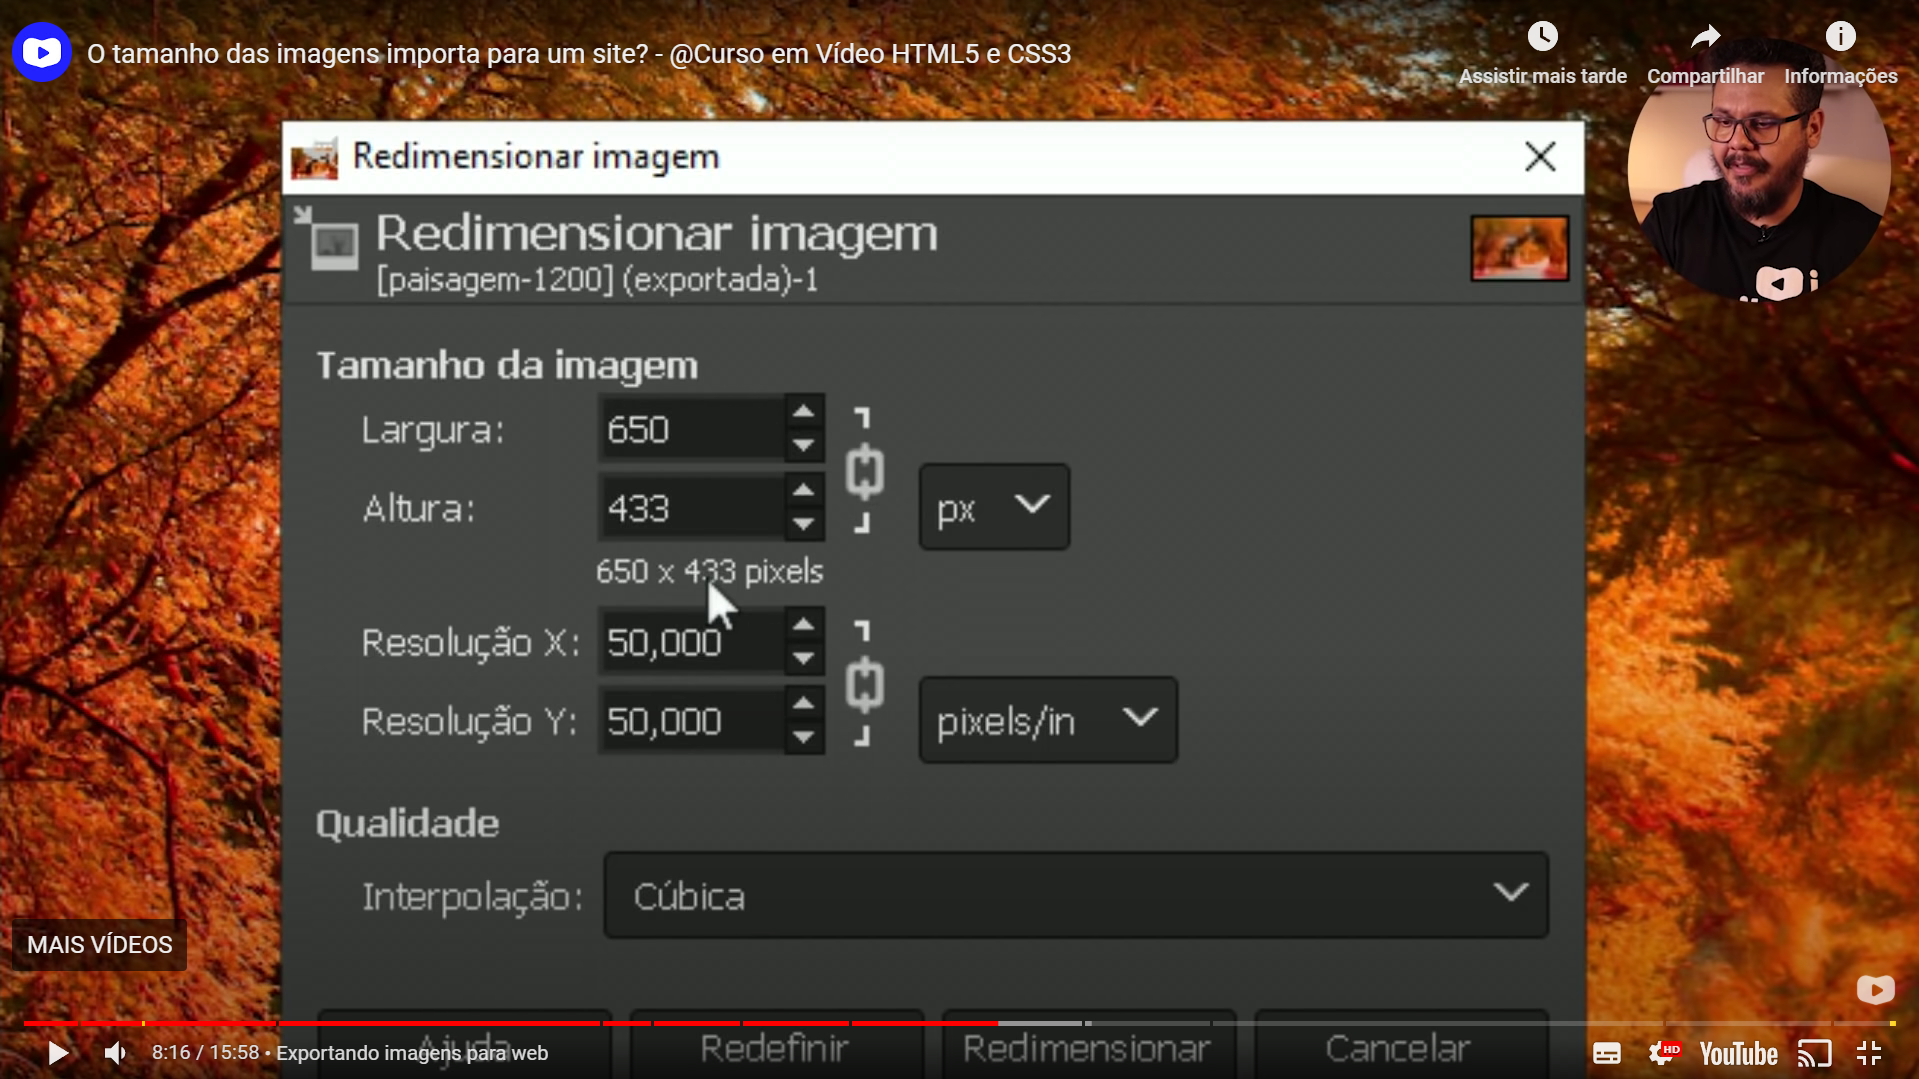 O tamanho das imagens importa para um site? - @Curso em Vídeo HTML5 e CSS3
Assistir mais tarde
Compartilhar
Informações
Redimensionar imagem
Redimensionar imagem
[paisagem-1200] (exportada)-1
Tamanho da imagem
Largura: 650
Altura: 433
px
650 x 433 pixels
Resolução X: 50,000
Resolução Y: 50,000
pixels/in
Qualidade
Interpolação: Cúbica
MAIS VÍDEOS
Ajuda
Redefinir
Redimensionar
Cancelar
8:16 / 15:58 • Exportando imagens para web
HD
YouTube